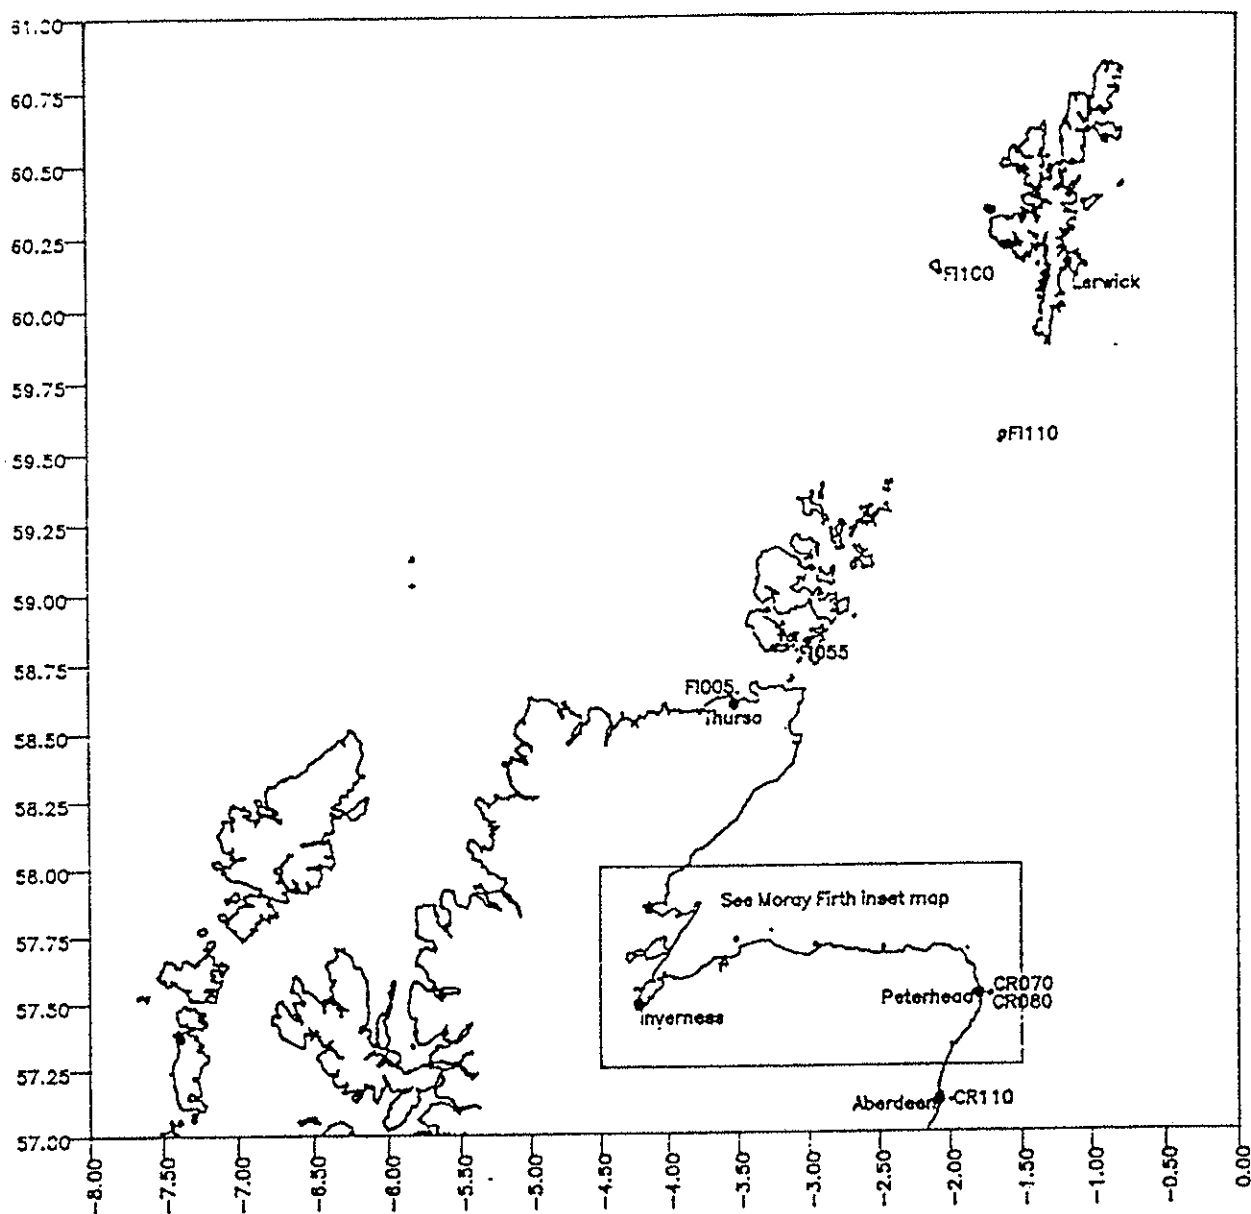 61.00
60.75
60.50
60.25
FI100
Lerwick
60.00
59.75
FI110
59.50
59.25
59.00
FI055
58.75
FI005
Thurso
58.50
58.25
58.00
See Moray Firth inset map
57.75
CR070
Peterhead
CR080
57.50
Inverness
57.25
Aberdeen
CR110
57.00
-8.00
-7.50
-7.00
-6.50
-6.00
-5.50
-5.00
-4.50
-4.00
-3.50
-3.00
-2.50
-2.00
-1.50
-1.00
-0.50
0.00